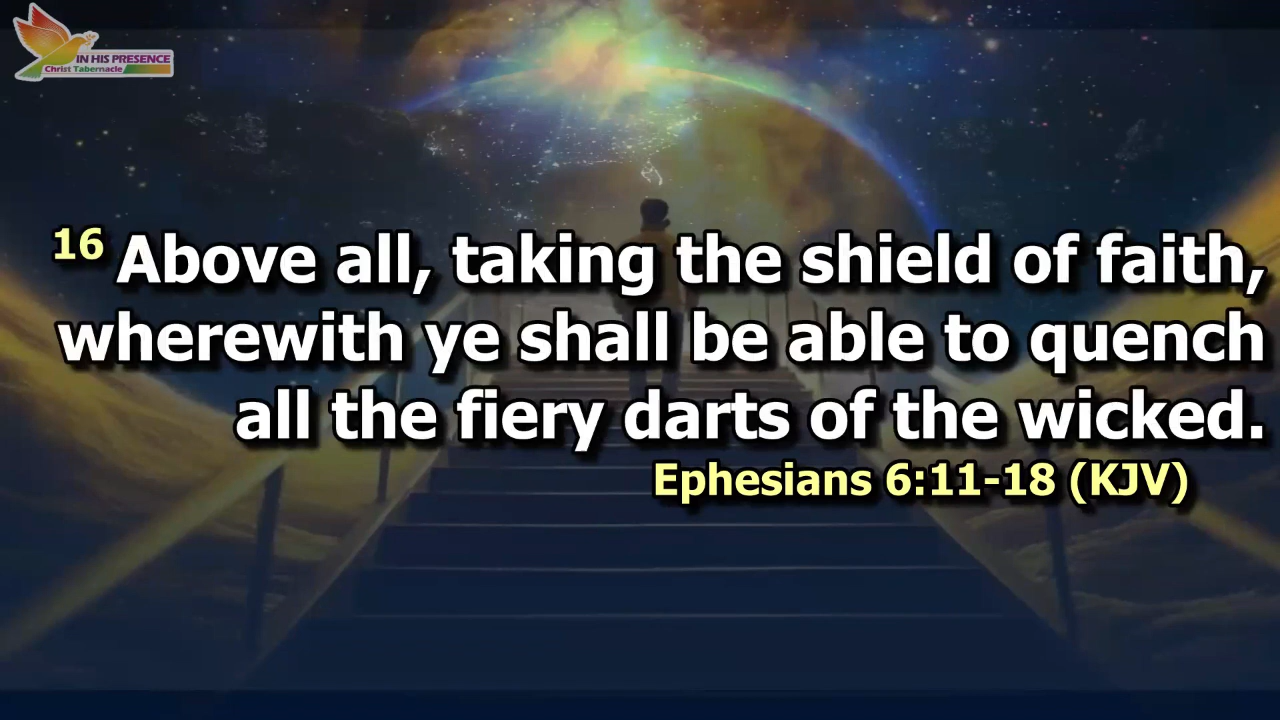 IN HIS PRESENCE
Christ Tabernacle
16 Above all, taking the shield of faith,
wherewith ye shall be able to quench
all the fiery darts of the wicked.
Ephesians 6:11-18 (KJV)